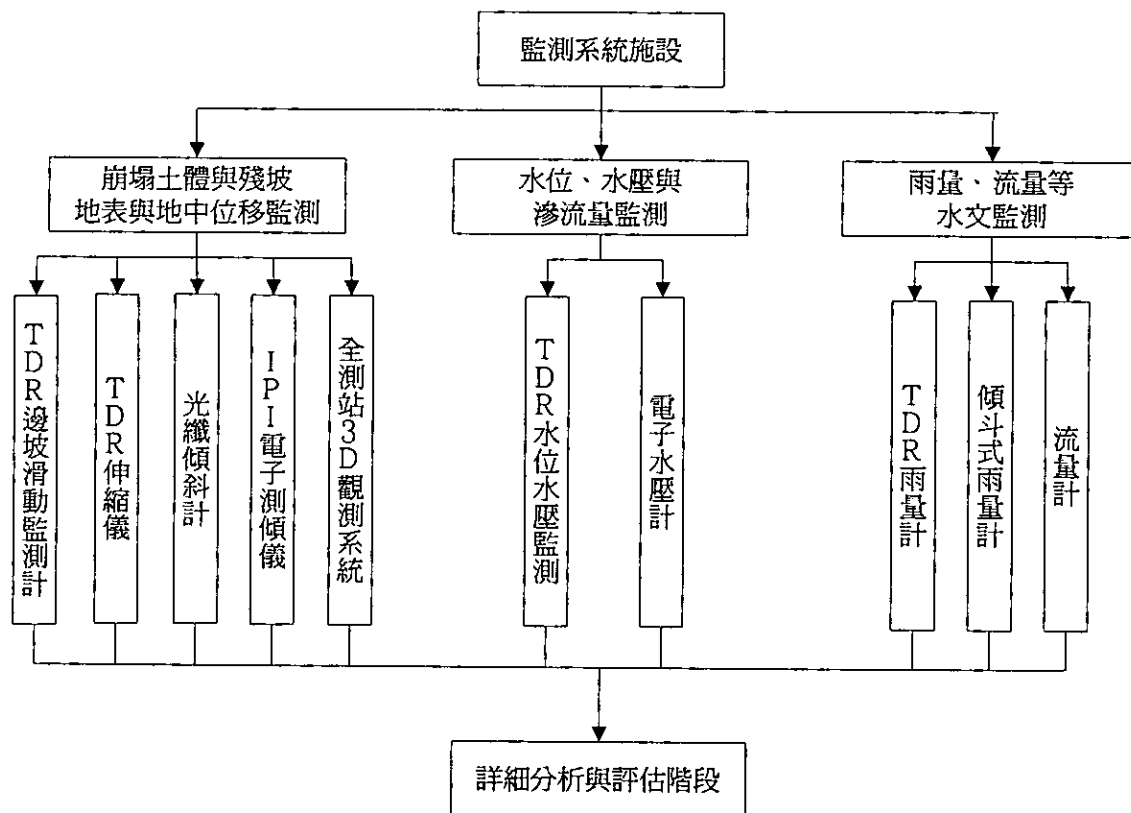 監測系統施設
崩塌土體與殘坡
地表與地中位移監測
水位、水壓與
滲流量監測
雨量、流量等
水文監測
TDR邊坡滑動監測計
TDR伸縮儀
光纖傾斜計
IPI電子測傾儀
全測站3D觀測系統
TDR水位水壓監測
電子水壓計
TDR雨量計
傾斗式雨量計
流量計
詳細分析與評估階段